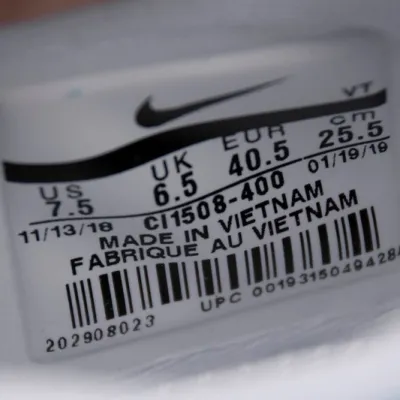 VT
US UK EUR cm
7.5 6.5 40.5 25.5
11/13/18 CI1508-400 01/19/19
MADE IN VIETNAM
FABRIQUE AU VIETNAM
202908023 UPC 00193150494284